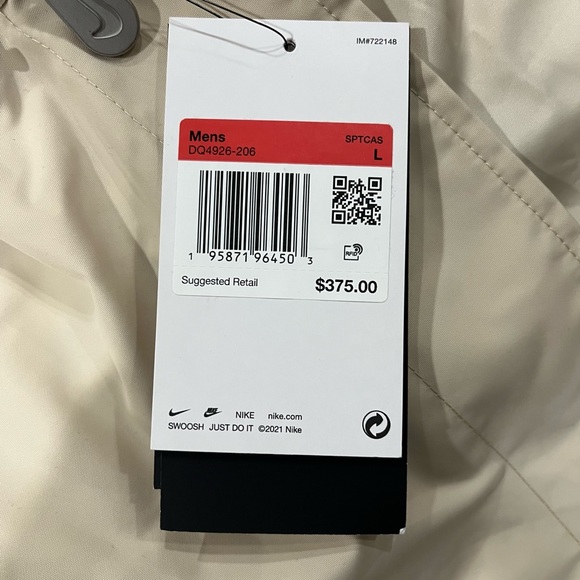 IM#722148
Mens SPTCAS
DQ4926-206 L
1 95871 96450 3
RFID
Suggested Retail $375.00
NIKE nike.com
SWOOSH JUST DO IT ©2021 Nike